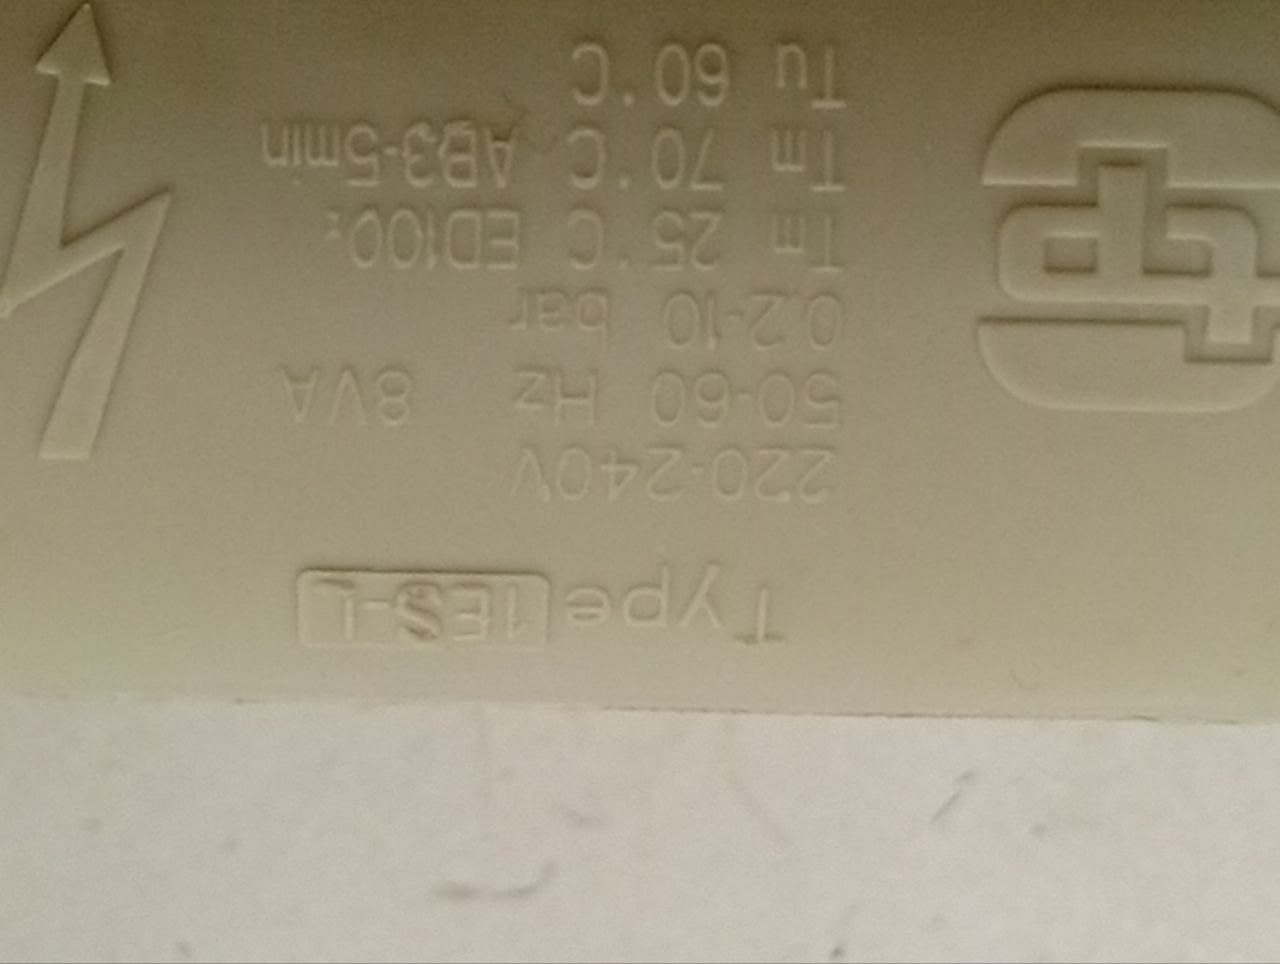 Type 1ES-L
220-240V
50-60 Hz 8VA
0.2-10 bar
Tm 25°C ED100%
Tm 70°C AB3-5min
Tu 60°C